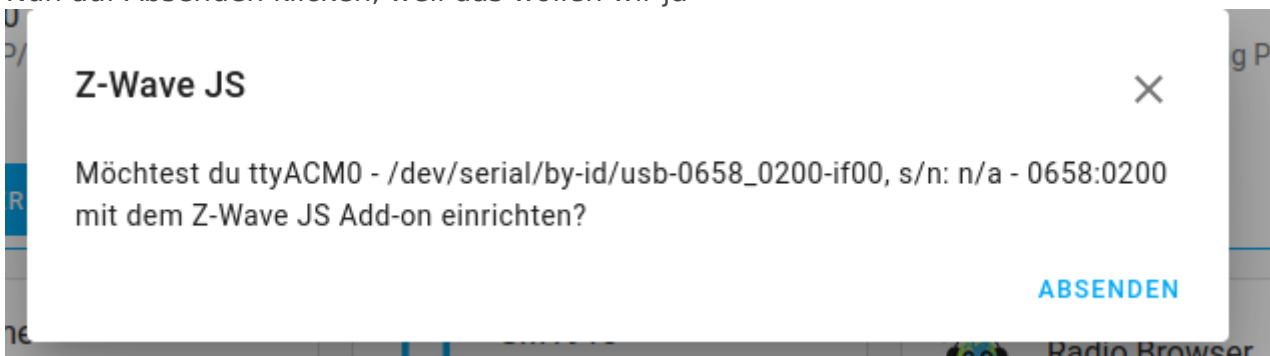 Z-Wave JS
Möchtest du ttyACM0 - /dev/serial/by-id/usb-0658_0200-if00, s/n: n/a - 0658:0200
mit dem Z-Wave JS Add-on einrichten?
ABSENDEN
Radio Browser